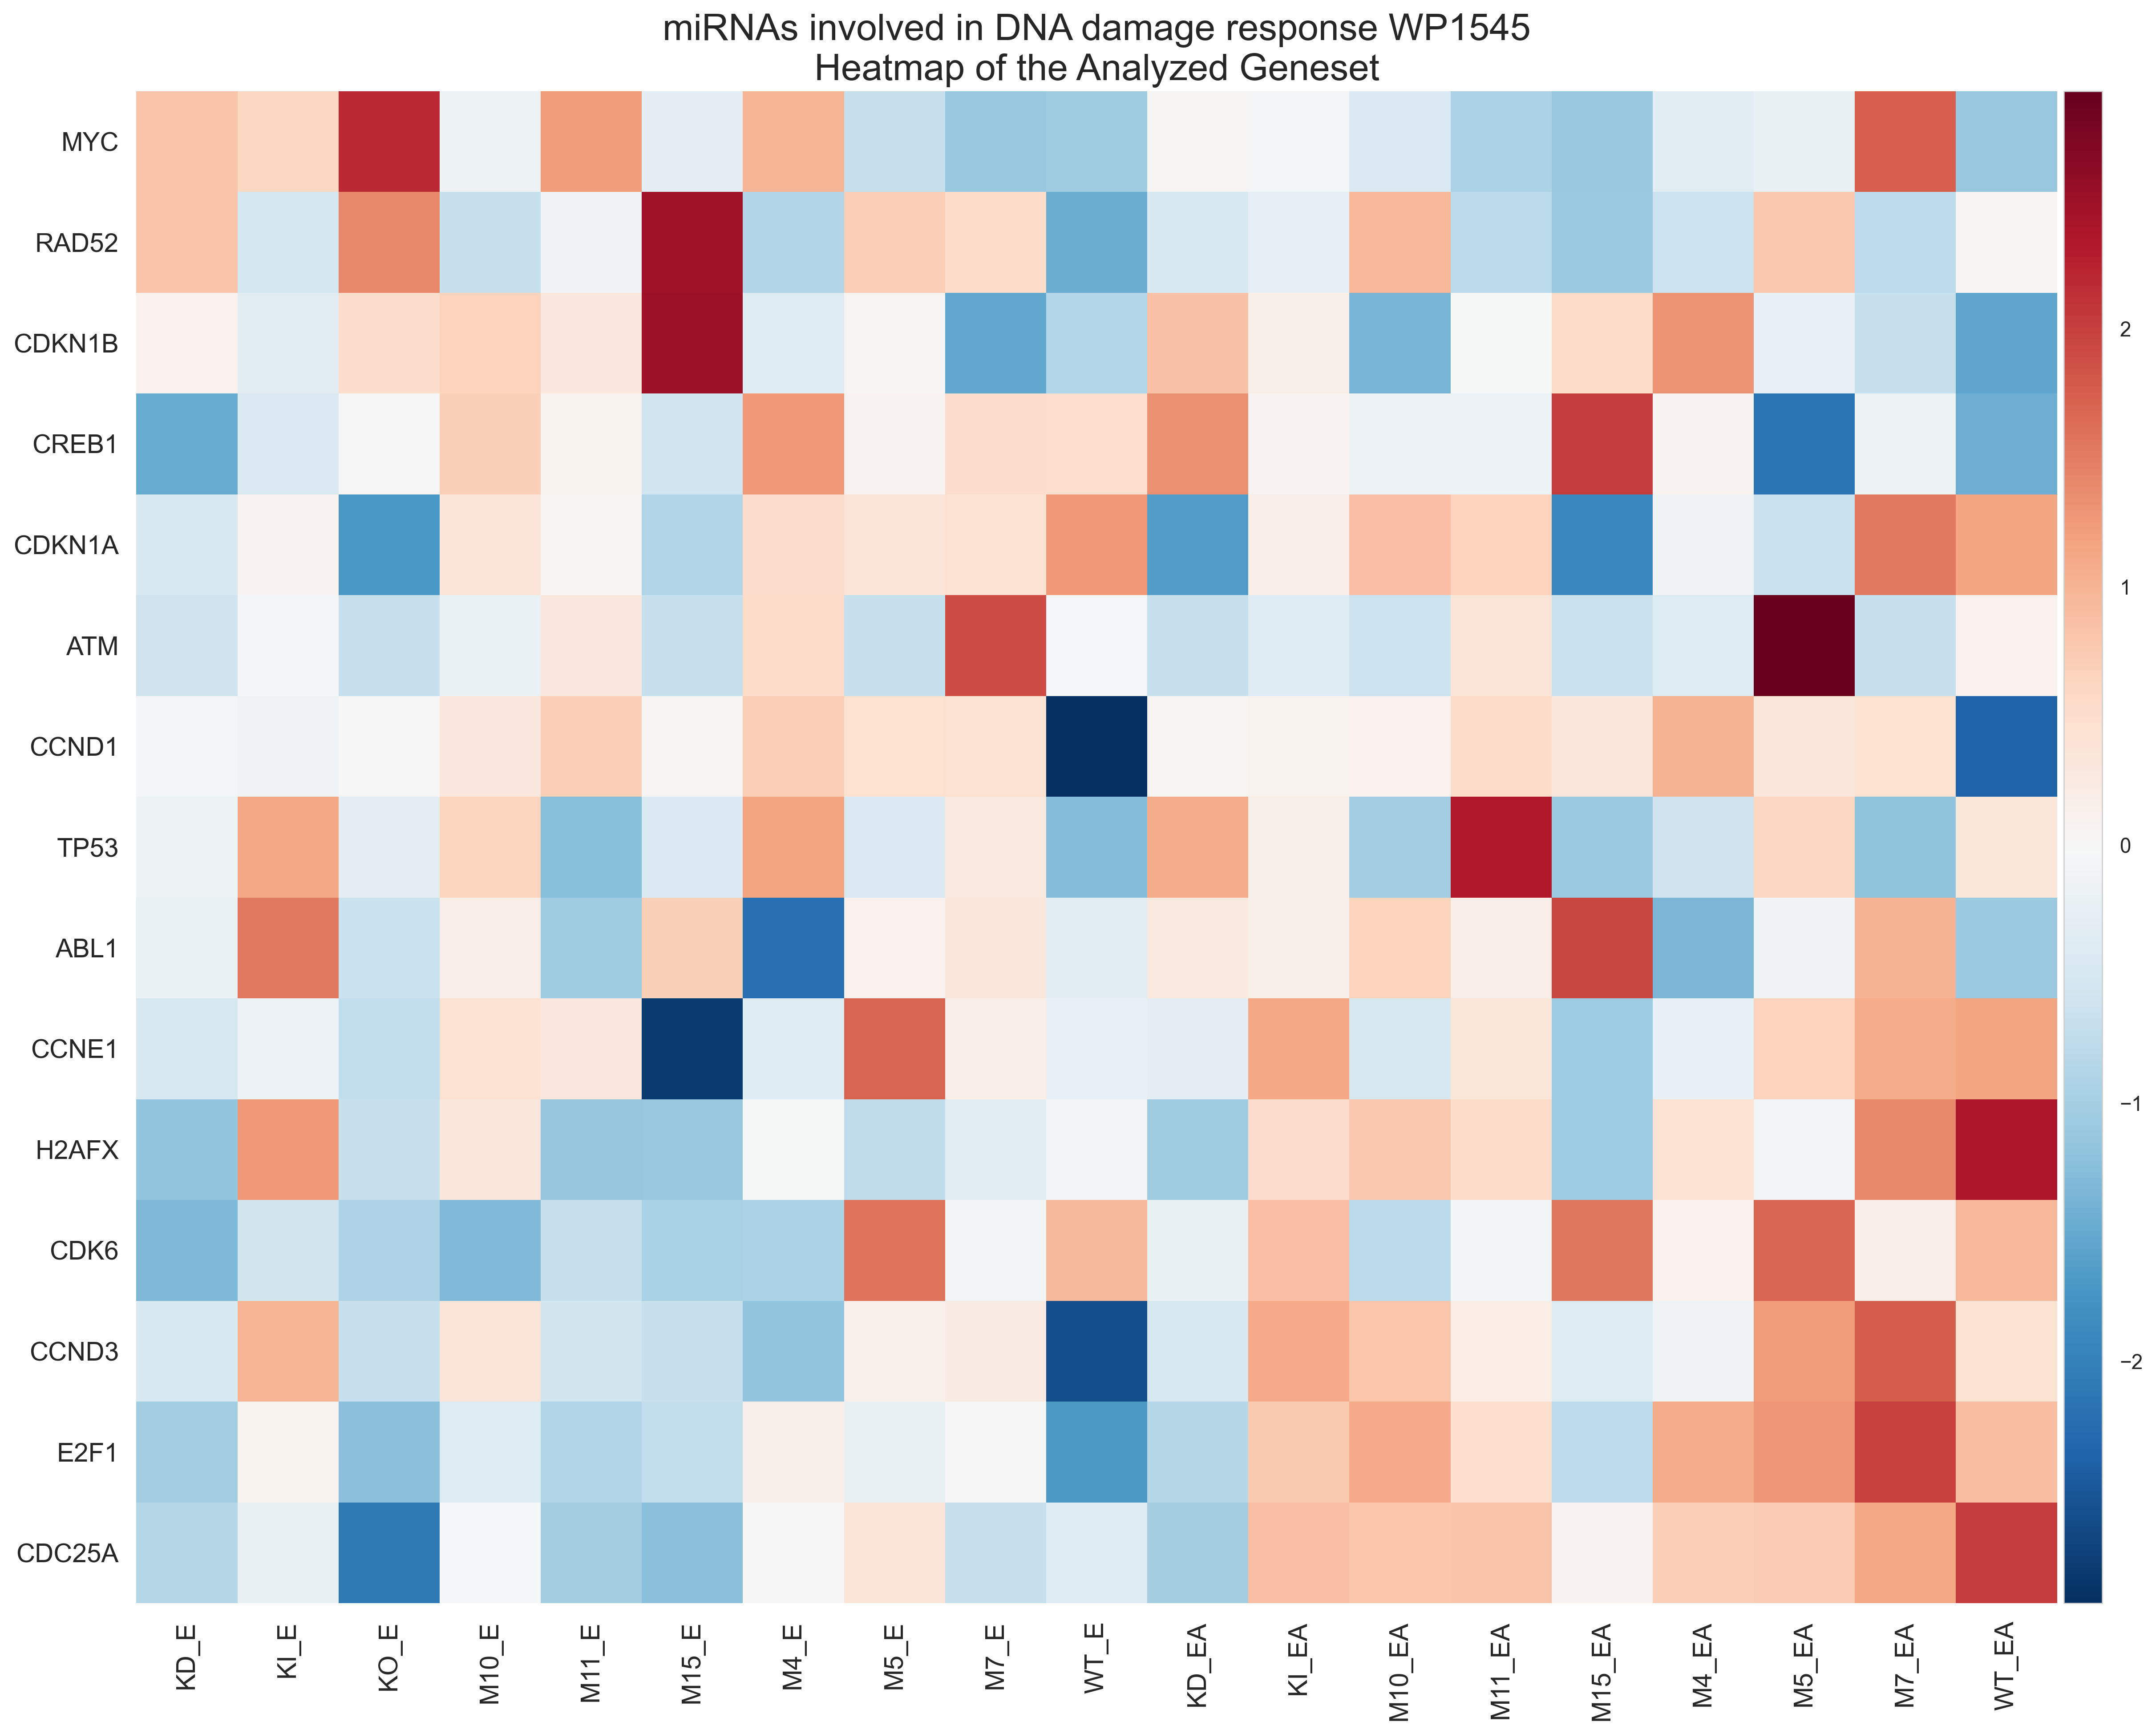 miRNAs involved in DNA damage response WP1545
Heatmap of the Analyzed Geneset
MYC
RAD52
CDKN1B
CREB1
CDKN1A
ATM
CCND1
TP53
ABL1
CCNE1
H2AFX
CDK6
CCND3
E2F1
CDC25A
2
1
0
−1
−2
KD_E
KI_E
KO_E
M10_E
M11_E
M15_E
M4_E
M5_E
M7_E
WT_E
KD_EA
KI_EA
M10_EA
M11_EA
M15_EA
M4_EA
M5_EA
M7_EA
WT_EA